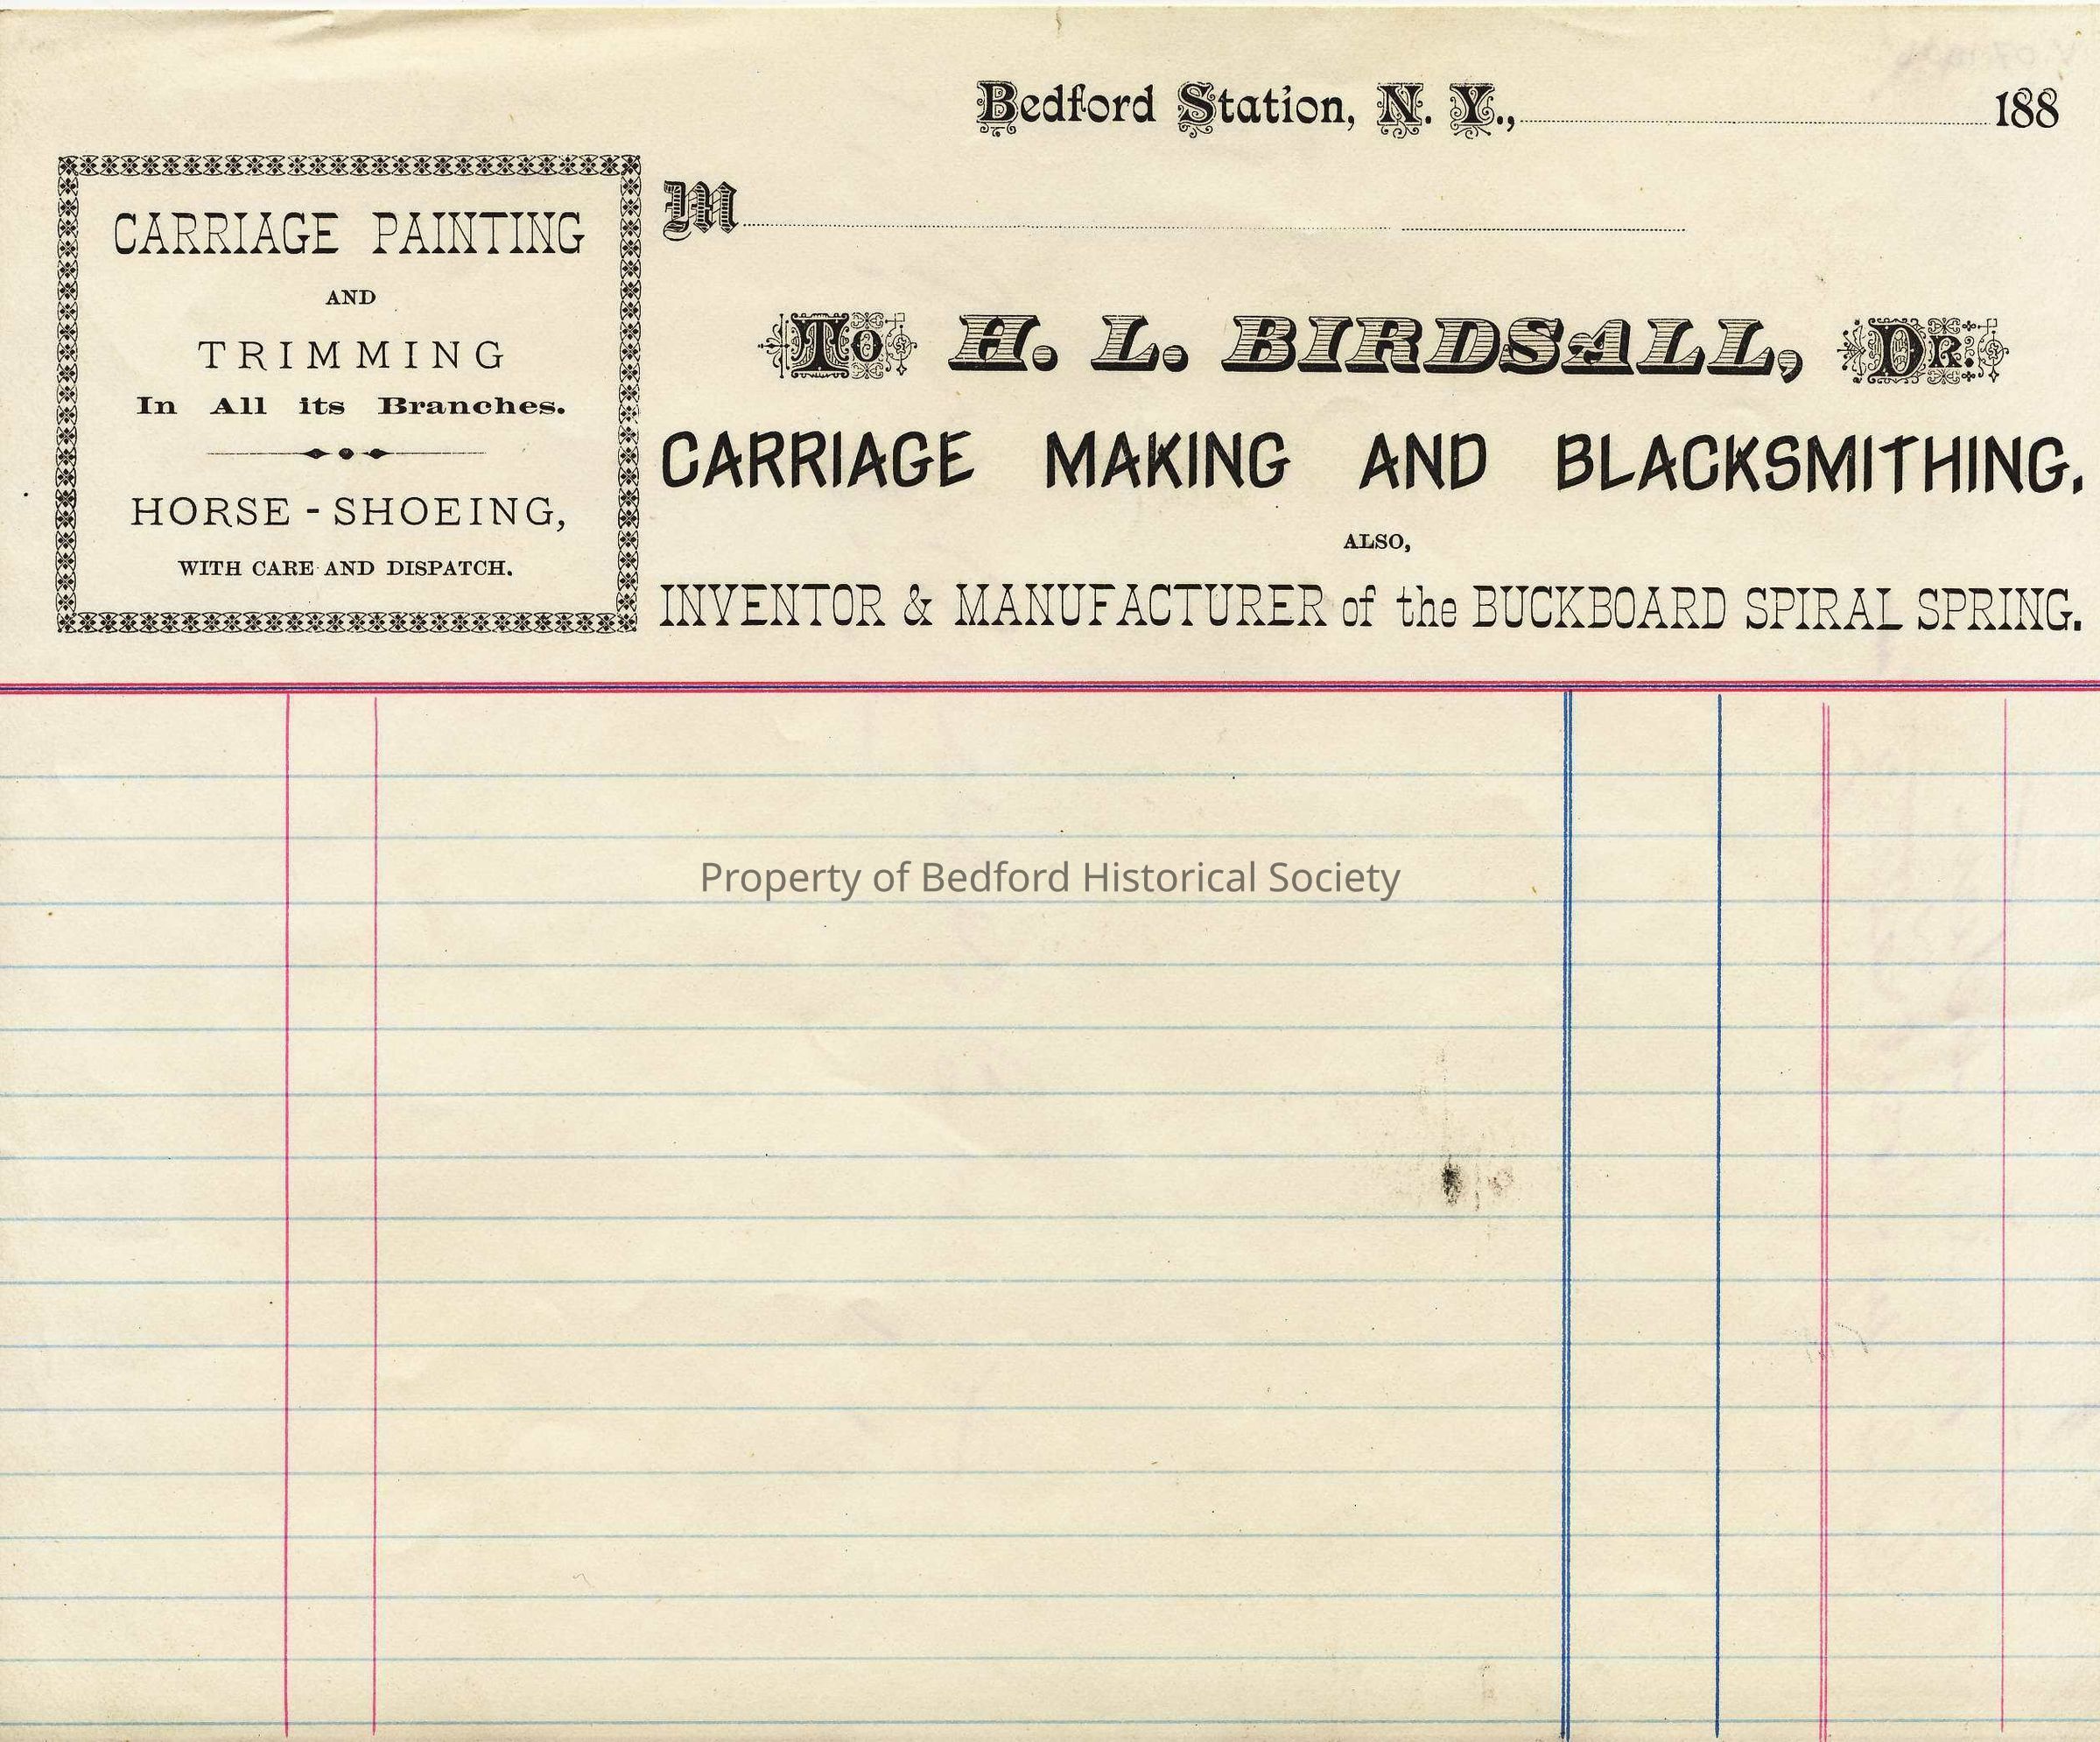 Bedford Station, N. Y., 188
CARRIAGE PAINTING
AND
TRIMMING
In All its Branches.
HORSE-SHOEING,
WITH CARE AND DISPATCH.
M
To H. L. BIRDSALL, Dr.
CARRIAGE MAKING AND BLACKSMITHING.
ALSO,
INVENTOR & MANUFACTURER of the BUCKBOARD SPIRAL SPRING.
Property of Bedford Historical Society